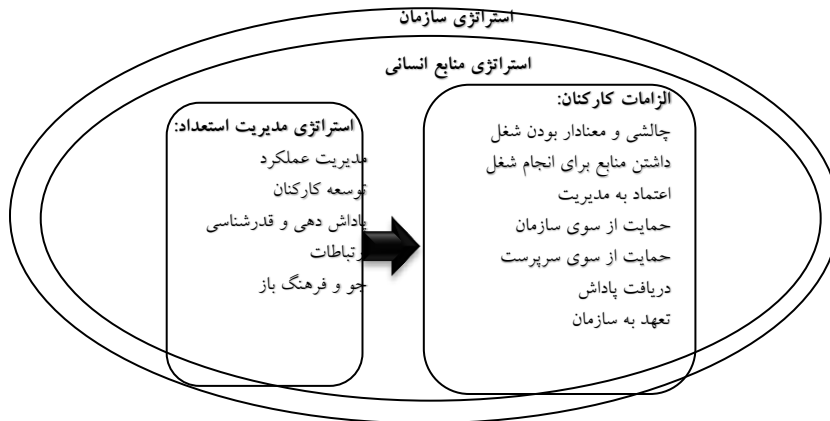 استراتژی سازمان
استراتژی منابع انسانی
الزامات کارکنان:
چالشی و معنادار بودن شغل
داشتن منابع برای انجام شغل
اعتماد به مدیریت
حمایت از سوی سازمان
حمایت از سوی سرپرست
دریافت پاداش
تعهد به سازمان
استراتژی مدیریت استعداد:
مدیریت عملکرد
توسعه کارکنان
پاداش دهی و قدرشناسی
ارتباطات
جو و فرهنگ باز